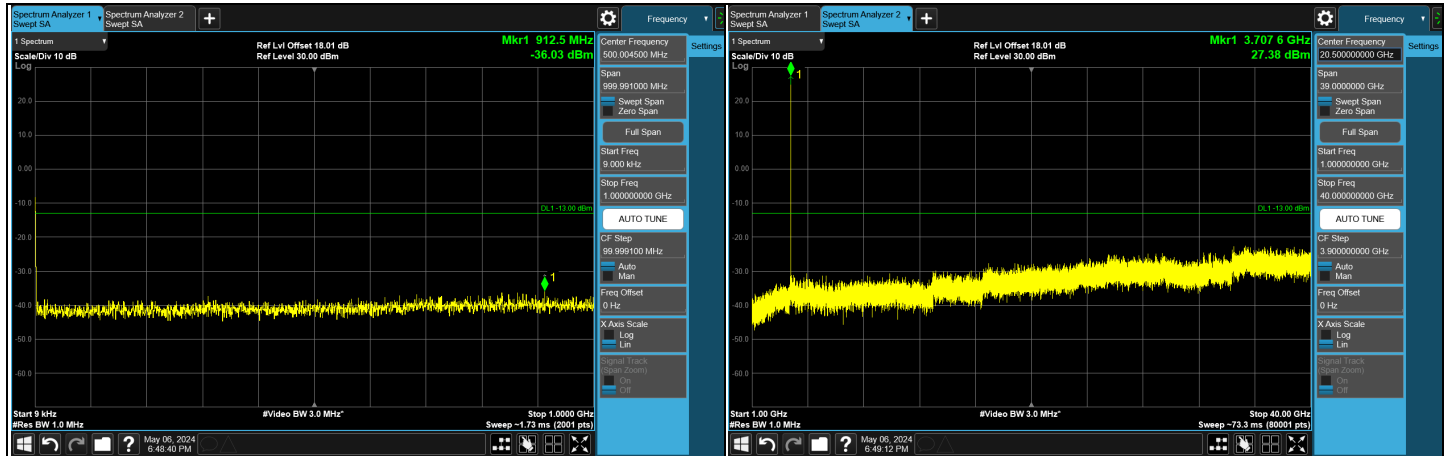 Spectrum Analyzer 1
Swept SA
Spectrum Analyzer 2
Swept SA
Frequency
1 Spectrum
Scale/Div 10 dB
Log
Ref Lvl Offset 18.01 dB
Ref Level 30.00 dBm
Mkr1 912.5 MHz
-36.03 dBm
20.0
10.0
0.00
-10.0
-20.0
-30.0
-40.0
-50.0
-60.0
DL1 -13.00 dBm
1
Start 9 kHz
#Res BW 1.0 MHz
#Video BW 3.0 MHz*
Stop 1.0000 GHz
Sweep ~1.73 ms (2001 pts)
May 06, 2024
6:48:40 PM
Center Frequency
500.004500 MHz
Settings
Span
999.991000 MHz
Swept Span
Zero Span
Full Span
Start Freq
9.000 kHz
Stop Freq
1.000000000 GHz
AUTO TUNE
CF Step
99.999100 MHz
Auto
Man
Freq Offset
0 Hz
X Axis Scale
Log
Lin
Signal Track
(Span Zoom)
On
Off
Spectrum Analyzer 1
Swept SA
Spectrum Analyzer 2
Swept SA
Frequency
1 Spectrum
Scale/Div 10 dB
Log
Ref Lvl Offset 18.01 dB
Ref Level 30.00 dBm
Mkr1 3.707 6 GHz
27.38 dBm
1
20.0
10.0
0.00
-10.0
-20.0
-30.0
-40.0
-50.0
-60.0
DL1 -13.00 dBm
Start 1.00 GHz
#Res BW 1.0 MHz
#Video BW 3.0 MHz*
Stop 40.00 GHz
Sweep ~73.3 ms (80001 pts)
May 06, 2024
6:49:12 PM
Center Frequency
20.500000000 GHz
Settings
Span
39.0000000 GHz
Swept Span
Zero Span
Full Span
Start Freq
1.000000000 GHz
Stop Freq
40.000000000 GHz
AUTO TUNE
CF Step
3.900000000 GHz
Auto
Man
Freq Offset
0 Hz
X Axis Scale
Log
Lin
Signal Track
(Span Zoom)
On
Off